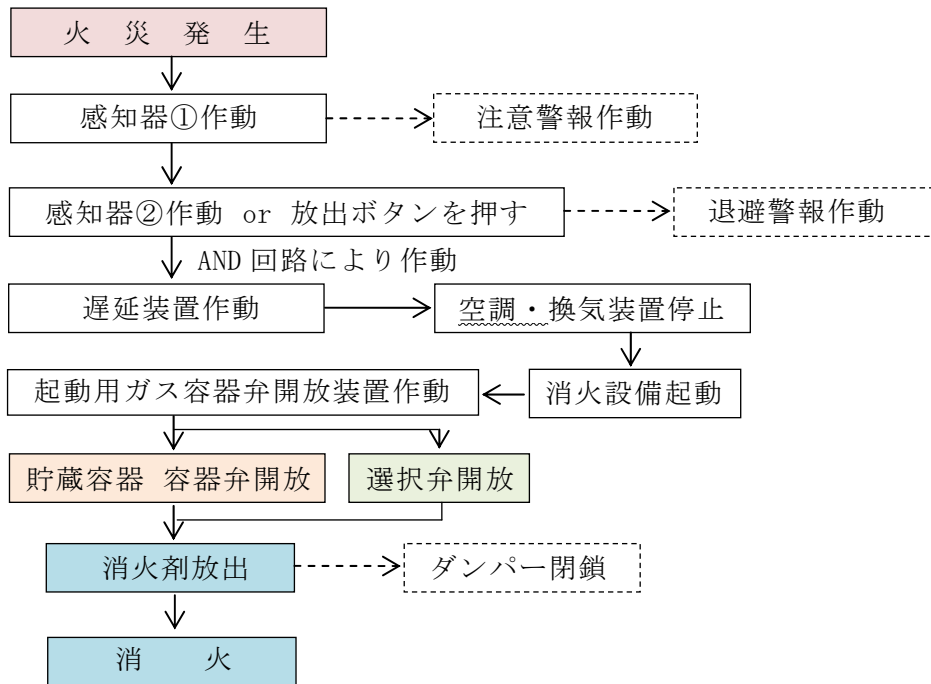 火 災 発 生
感知器①作動
注意警報作動
感知器②作動 or 放出ボタンを押す
退避警報作動
AND回路により作動
遅延装置作動
空調・換気装置停止
起動用ガス容器弁開放装置作動
消火設備起動
貯蔵容器 容器弁開放
選択弁開放
消火剤放出
ダンパー閉鎖
消 火